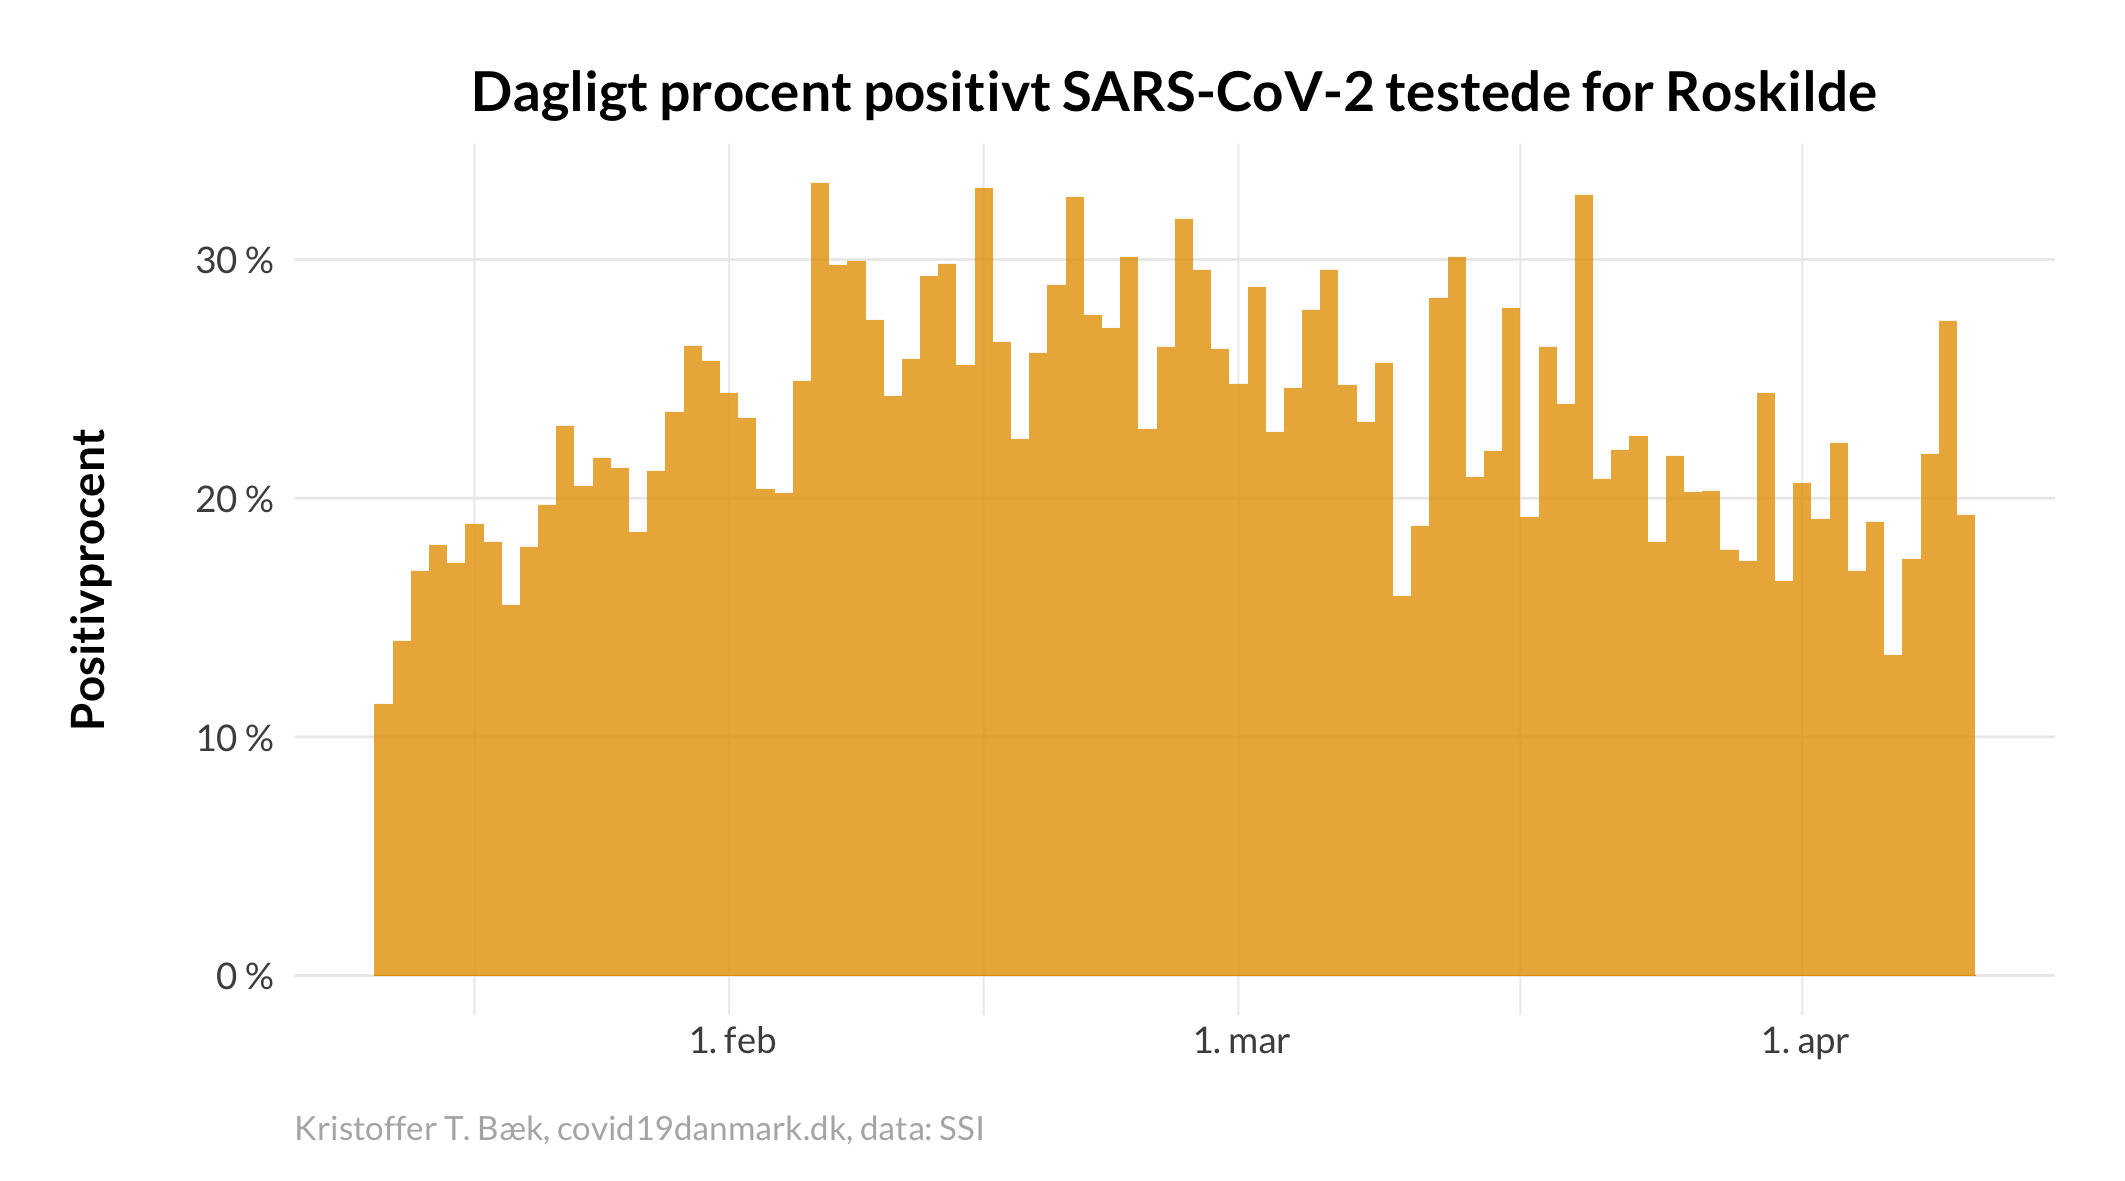 Dagligt procent positivt SARS-CoV-2 testede for Roskilde
Positivprocent
30 %
20 %
10 %
0 %
1. feb
1. mar
1. apr
Kristoffer T. Bæk, covid19danmark.dk, data: SSI